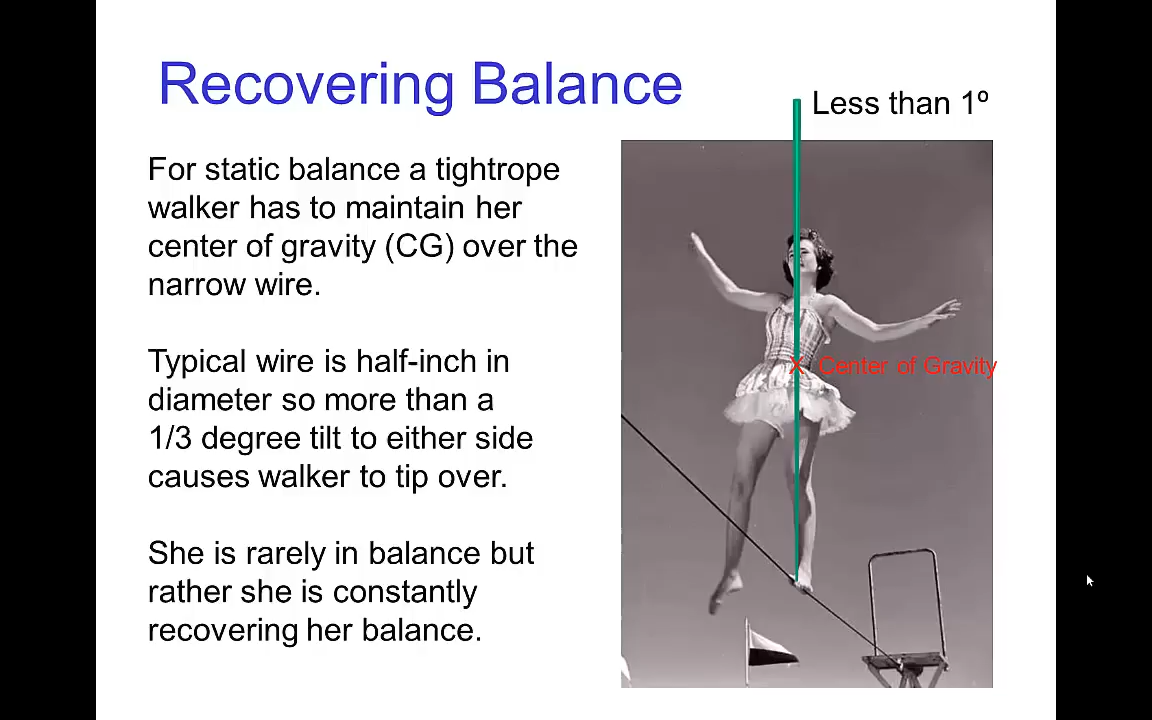 Recovering Balance
Less than 1º
For static balance a tightrope
walker has to maintain her
center of gravity (CG) over the
narrow wire.
Typical wire is half-inch in
diameter so more than a
1/3 degree tilt to either side
causes walker to tip over.
She is rarely in balance but
rather she is constantly
recovering her balance.
X Center of Gravity